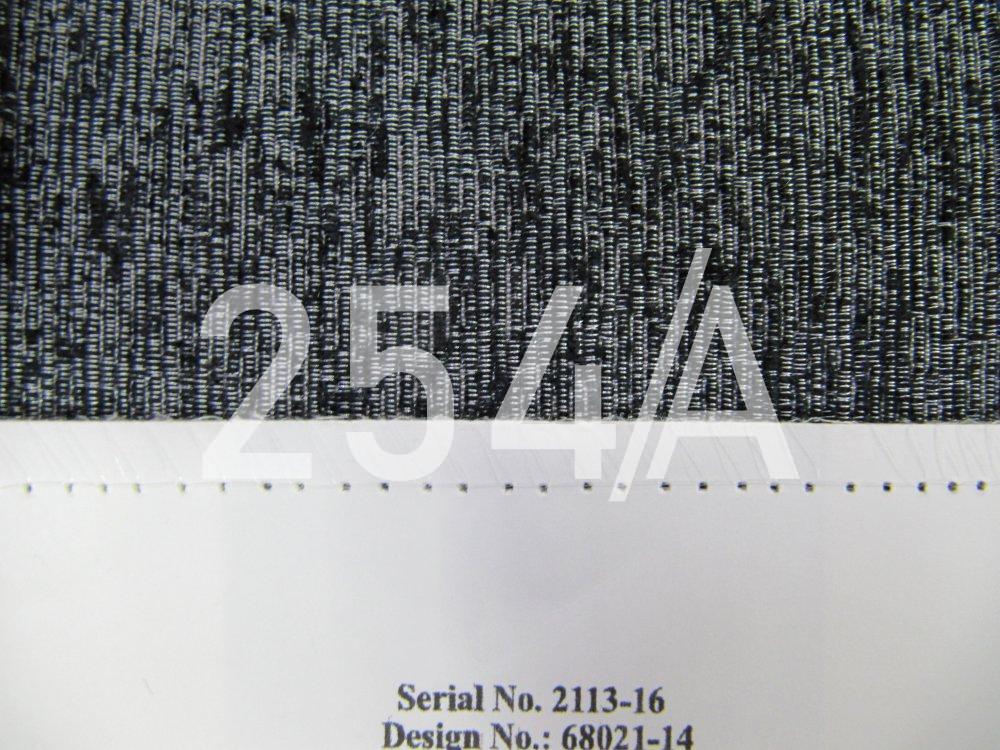 254/A
Serial No. 2113-16
Design No.: 68021-14